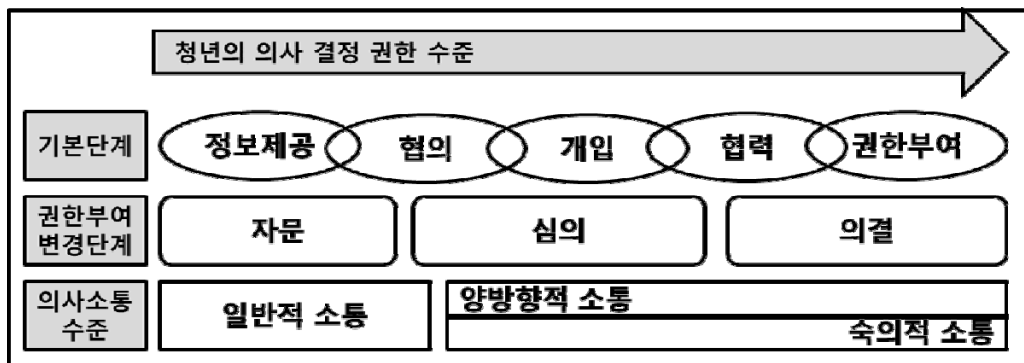 청년의 의사 결정 권한 수준
기본단계
정보제공
협의
개입
협력
권한부여
권한부여
변경단계
자문
심의
의결
의사소통
수준
일반적 소통
양방향적 소통
숙의적 소통